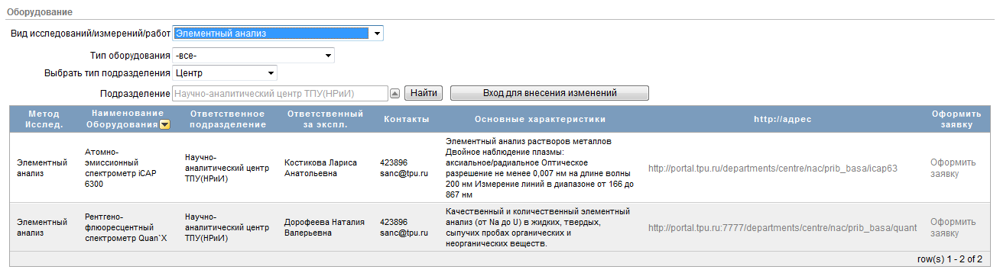 Оборудование
Вид исследований/измерений/работ Элементный анализ
Тип оборудования -все-
Выбрать тип подразделения Центр
Подразделение Научно-аналитический центр ТПУ(НРиИ) Найти Вход для внесения изменений
Метод Исслед.
Наименование Оборудования
Ответственное подразделение
Ответственный за экспл.
Контакты
Основные характеристики
http://адрес
Оформить заявку
Элементный
анализ
Атомно-
эмиссионный
спектрометр iCAP
6300
Научно-
аналитический центр
ТПУ(НРиИ)
Костикова Лариса
Анатольевна
423896
sanc@tpu.ru
Элементный анализ растворов металлов
Двойное наблюдение плазмы:
аксиальное/радиальное Оптическое
разрешение не менее 0,007 нм на длине волны
200 нм Измерение линий в диапазоне от 166 до
867 нм
http://portal.tpu.ru/departments/centre/nac/prib_basa/icap63
Оформить
заявку
Элементный
анализ
Рентгено-
флюоресцентный
спектрометр Quan`X
Научно-
аналитический центр
ТПУ(НРиИ)
Дорофеева Наталия
Валерьевна
423896
sanc@tpu.ru
Качественный и количественный элементный
анализ (от Na до U) в жидких, твердых,
сыпучих пробах органических и
неорганических веществ.
http://portal.tpu.ru:7777/departments/centre/nac/prib_basa/quant
Оформить
заявку
row(s) 1 - 2 of 2